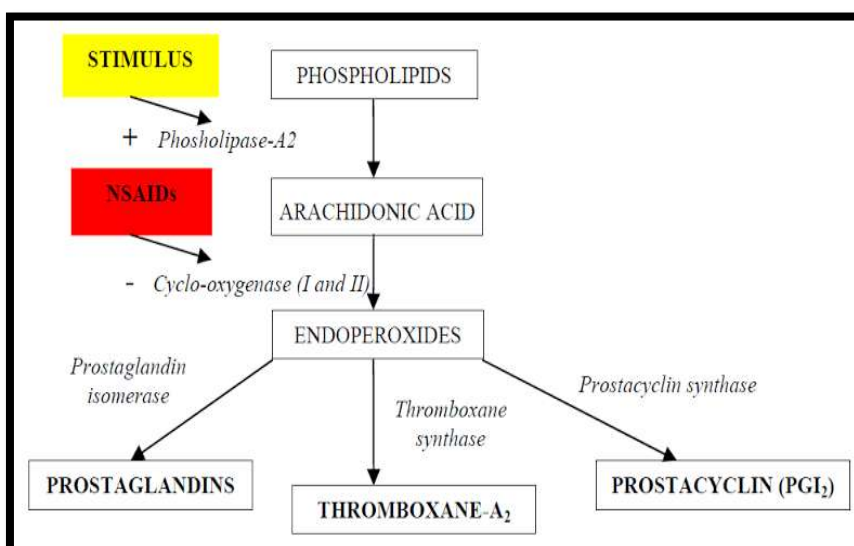 STIMULUS
PHOSPHOLIPIDS
+ Phosholipase-A2
NSAIDs
ARACHIDONIC ACID
- Cyclo-oxygenase (I and II)
ENDOPEROXIDES
Prostaglandin
isomerase
Thromboxane
synthase
Prostacyclin synthase
PROSTAGLANDINS
THROMBOXANE-A₂
PROSTACYCLIN (PGI₂)